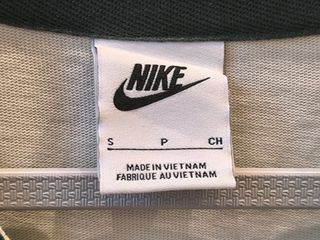 NIKE
S P CH
MADE IN VIETNAM
FABRIQUE AU VIETNAM